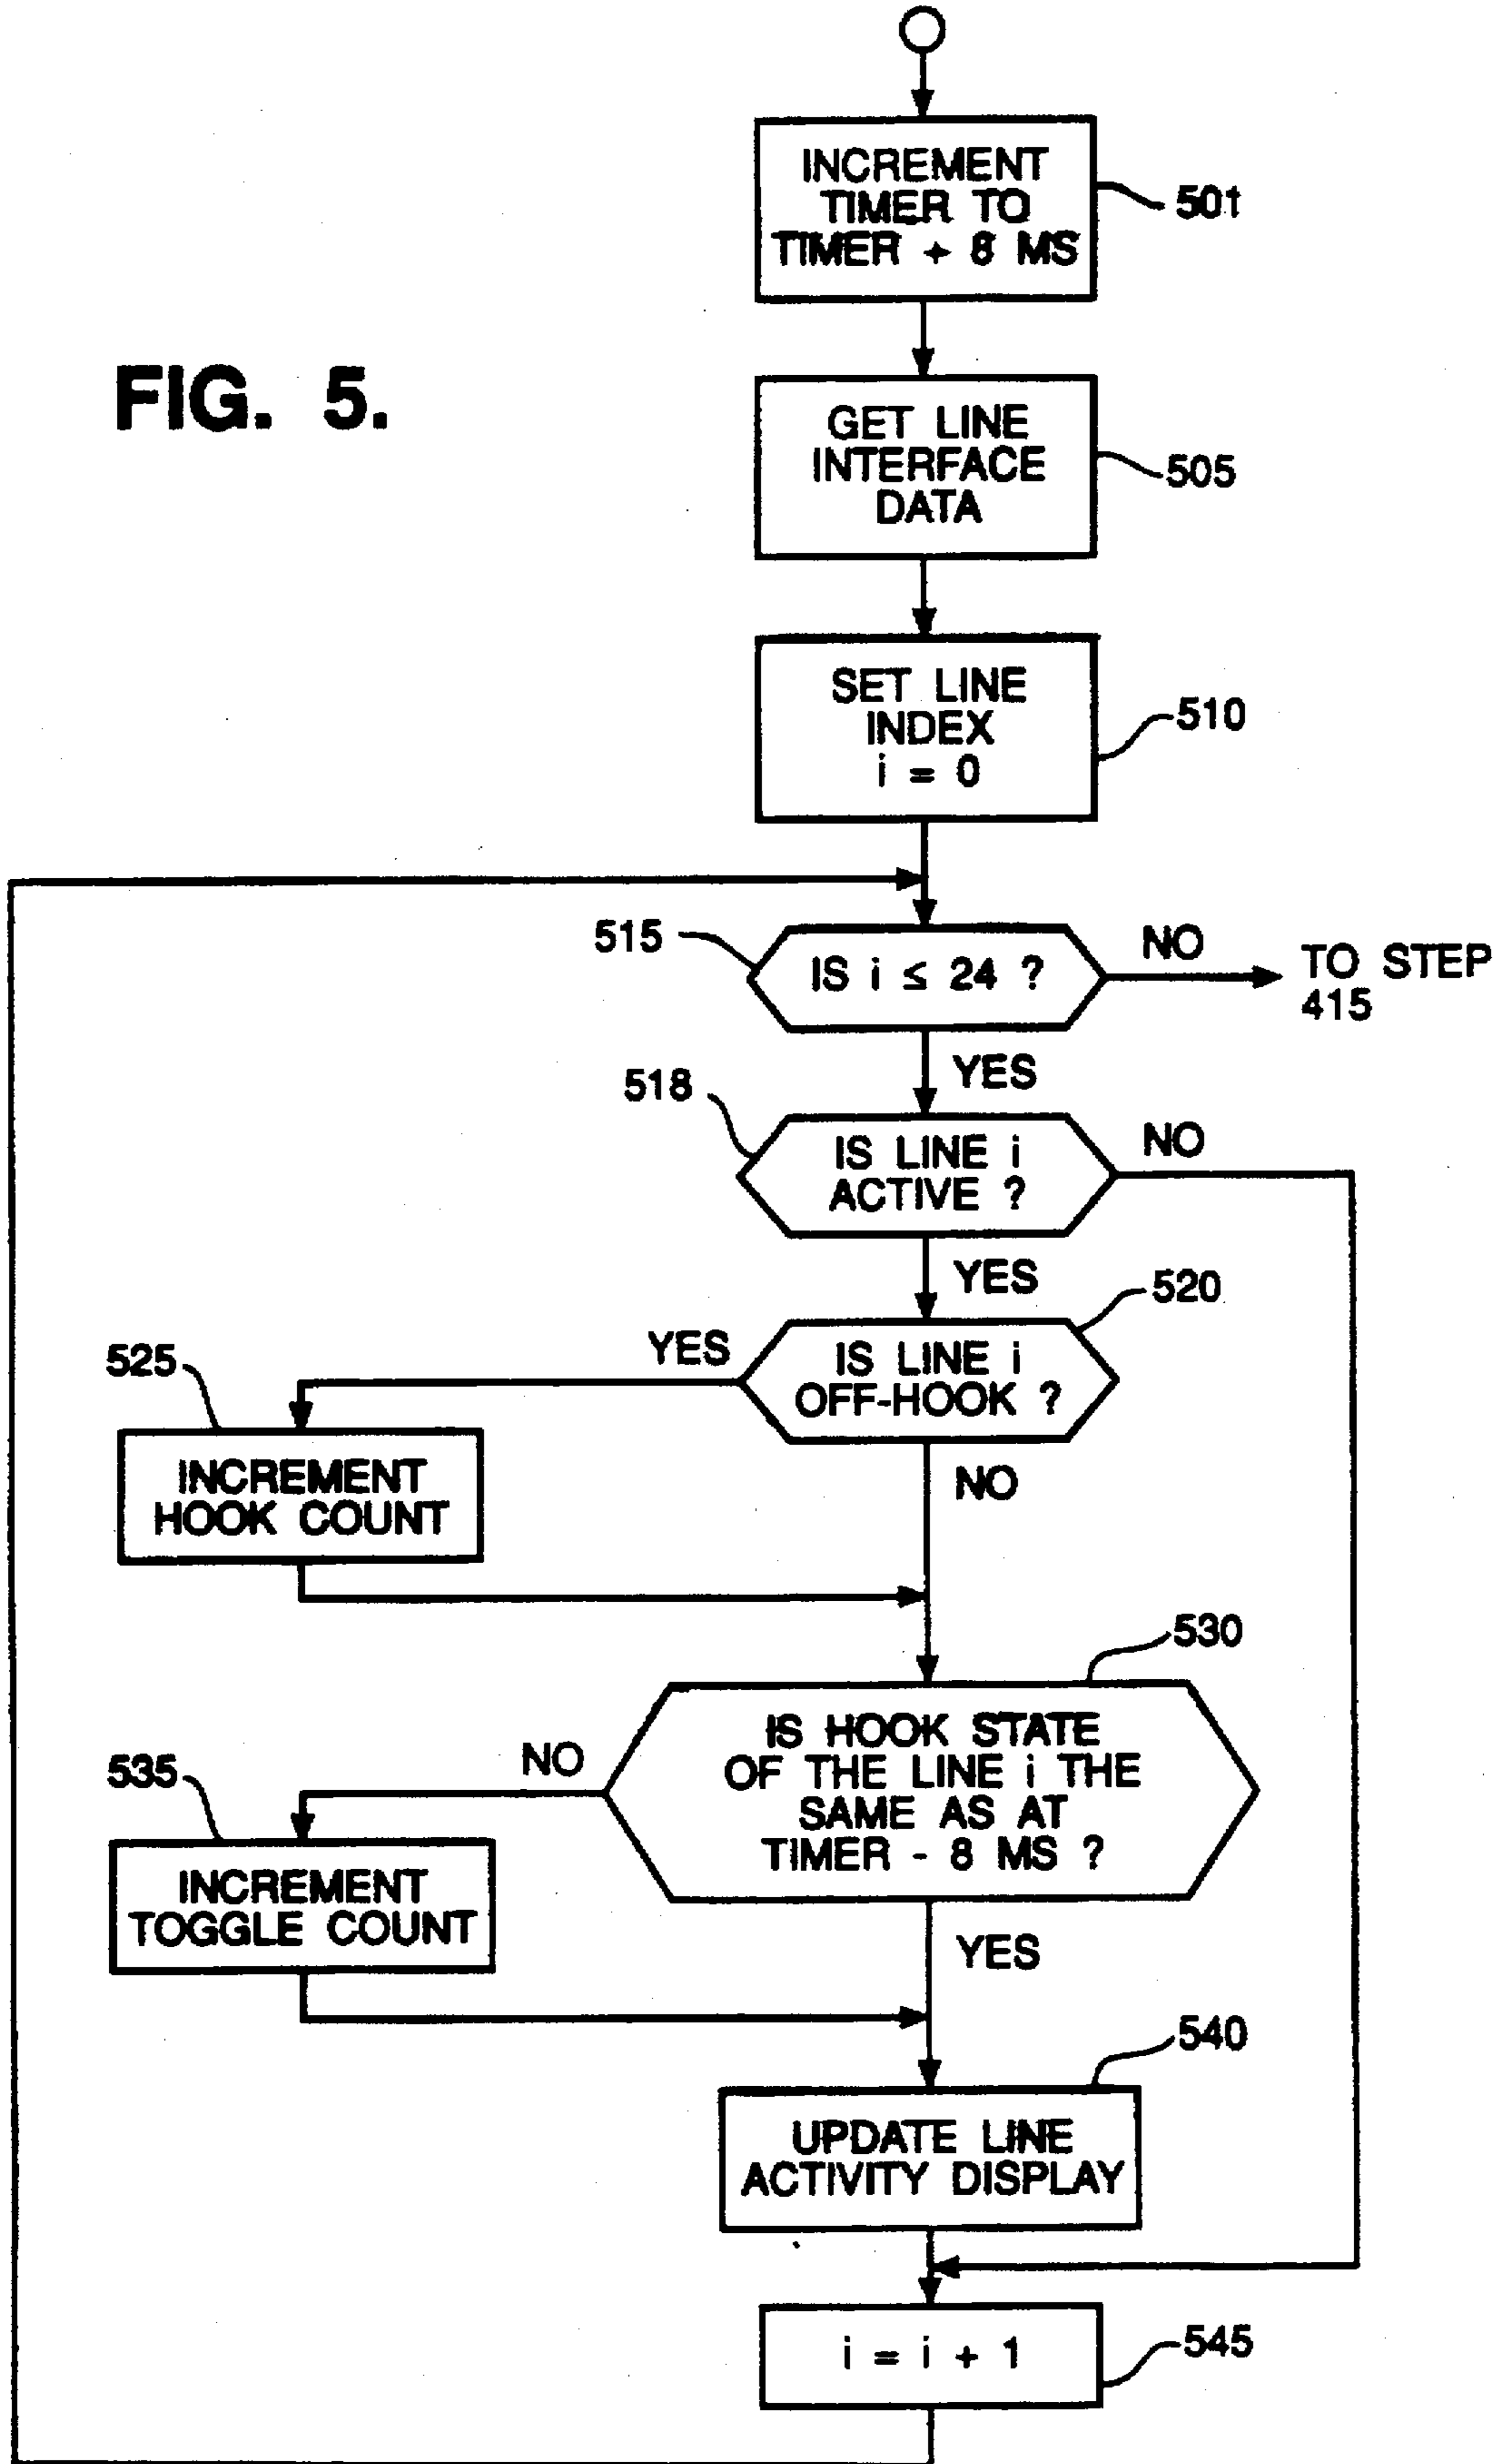 INCREMENT
TIMER TO
TIMER + 8 MS
501
FIG. 5.
GET LINE
INTERFACE
DATA
505
SET LINE
INDEX
i = 0
510
515
IS i ≤ 24 ?
NO
TO STEP
415
YES
518
IS LINE i
ACTIVE ?
NO
YES
520
YES
IS LINE i
OFF-HOOK ?
525
INCREMENT
HOOK COUNT
NO
530
IS HOOK STATE
OF THE LINE i THE
SAME AS AT
TIMER - 8 MS ?
NO
535
INCREMENT
TOGGLE COUNT
YES
540
UPDATE LINE
ACTIVITY DISPLAY
i = i + 1
545